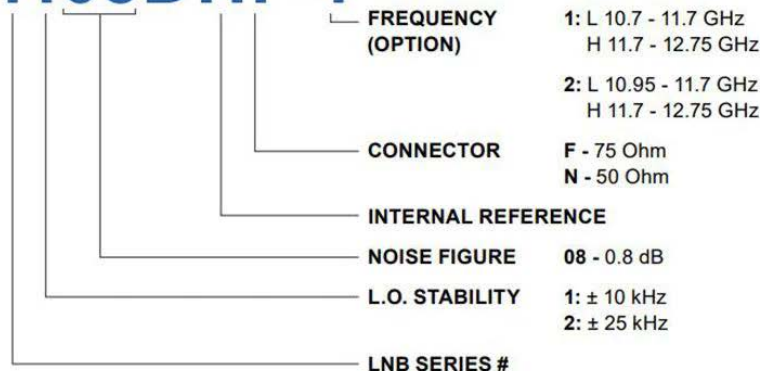 FREQUENCY 1: L 10.7 - 11.7 GHz
(OPTION) H 11.7 - 12.75 GHz
2: L 10.95 - 11.7 GHz
H 11.7 - 12.75 GHz
CONNECTOR F - 75 Ohm
N - 50 Ohm
INTERNAL REFERENCE
NOISE FIGURE 08 - 0.8 dB
L.O. STABILITY 1: ± 10 kHz
2: ± 25 kHz
LNB SERIES #